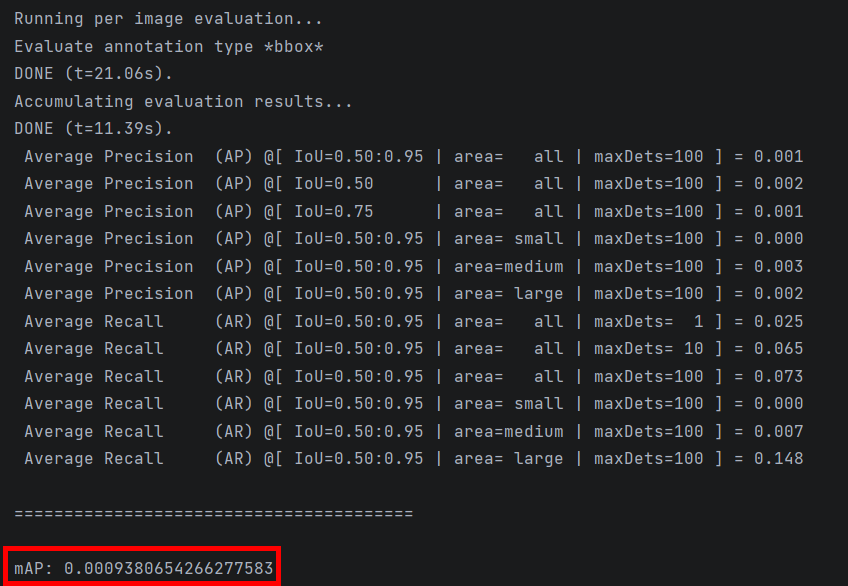 Running per image evaluation...
Evaluate annotation type *bbox*
DONE (t=21.06s).
Accumulating evaluation results...
DONE (t=11.39s).
 Average Precision  (AP) @[ IoU=0.50:0.95 | area=   all | maxDets=100 ] = 0.001
 Average Precision  (AP) @[ IoU=0.50      | area=   all | maxDets=100 ] = 0.002
 Average Precision  (AP) @[ IoU=0.75      | area=   all | maxDets=100 ] = 0.001
 Average Precision  (AP) @[ IoU=0.50:0.95 | area= small | maxDets=100 ] = 0.000
 Average Precision  (AP) @[ IoU=0.50:0.95 | area=medium | maxDets=100 ] = 0.003
 Average Precision  (AP) @[ IoU=0.50:0.95 | area= large | maxDets=100 ] = 0.002
 Average Recall     (AR) @[ IoU=0.50:0.95 | area=   all | maxDets=  1 ] = 0.025
 Average Recall     (AR) @[ IoU=0.50:0.95 | area=   all | maxDets= 10 ] = 0.065
 Average Recall     (AR) @[ IoU=0.50:0.95 | area=   all | maxDets=100 ] = 0.073
 Average Recall     (AR) @[ IoU=0.50:0.95 | area= small | maxDets=100 ] = 0.000
 Average Recall     (AR) @[ IoU=0.50:0.95 | area=medium | maxDets=100 ] = 0.007
 Average Recall     (AR) @[ IoU=0.50:0.95 | area= large | maxDets=100 ] = 0.148
========================================
mAP: 0.0009380654266277583